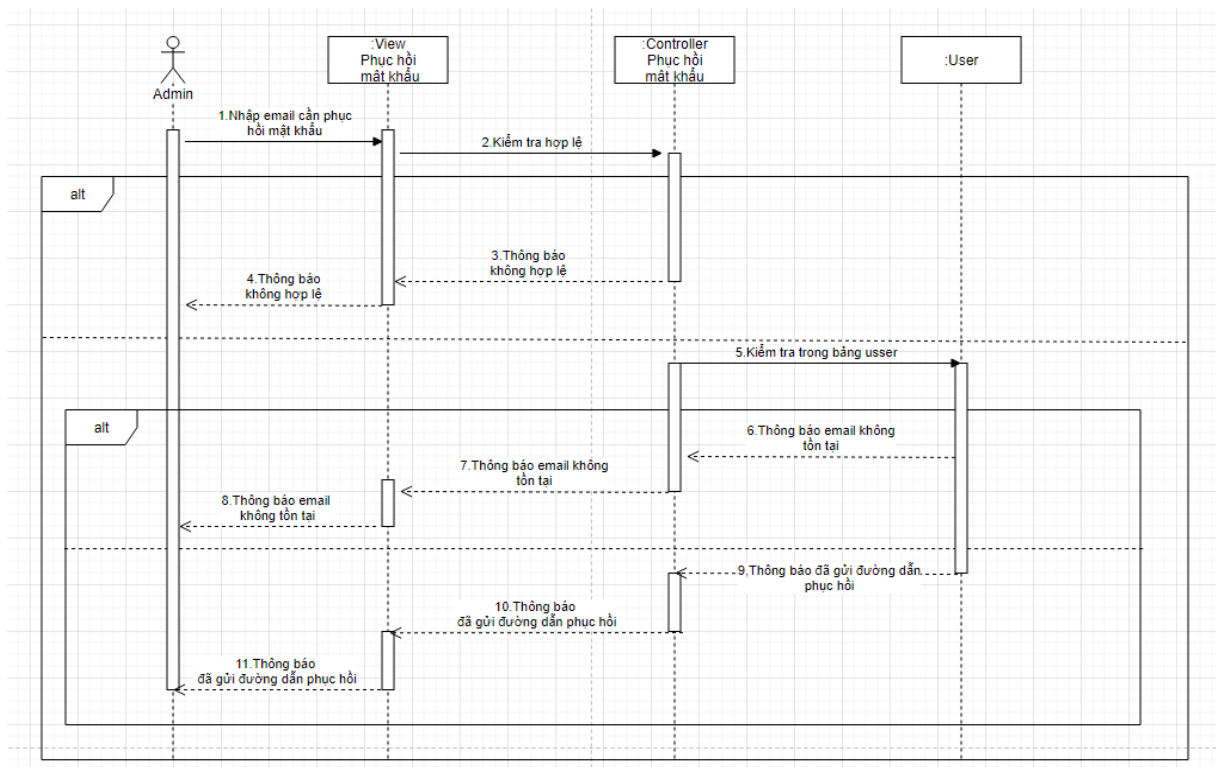 :View
Phục hồi
mât khẩu
:Controller
Phục hồi
mât khẩu
:User
Admin
1.Nhập email cần phục
hồi mật khẩu
2.Kiểm tra hợp lệ
alt
3.Thông báo
không hợp lệ
4.Thông báo
không hợp lệ
5.Kiểm tra trong bảng usser
alt
6.Thông báo email không
tồn tại
7.Thông báo email không
tồn tại
8.Thông báo email
không tồn tại
9.Thông báo đã gửi đường dẫn
phục hồi
10.Thông báo
đã gửi đường dẫn phục hồi
11.Thông báo
đã gửi đường dẫn phục hồi